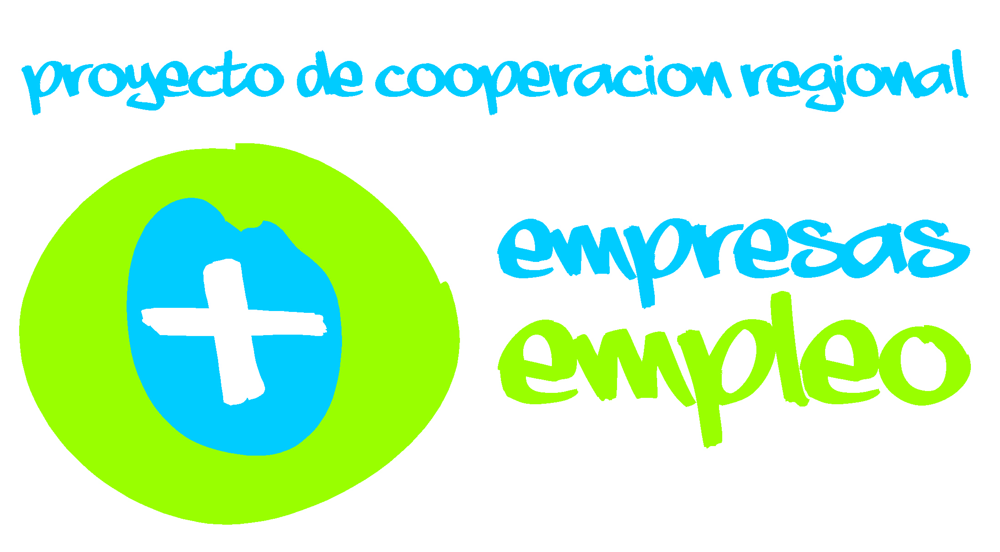 proyecto de cooperacion regional
+
empresas
empleo